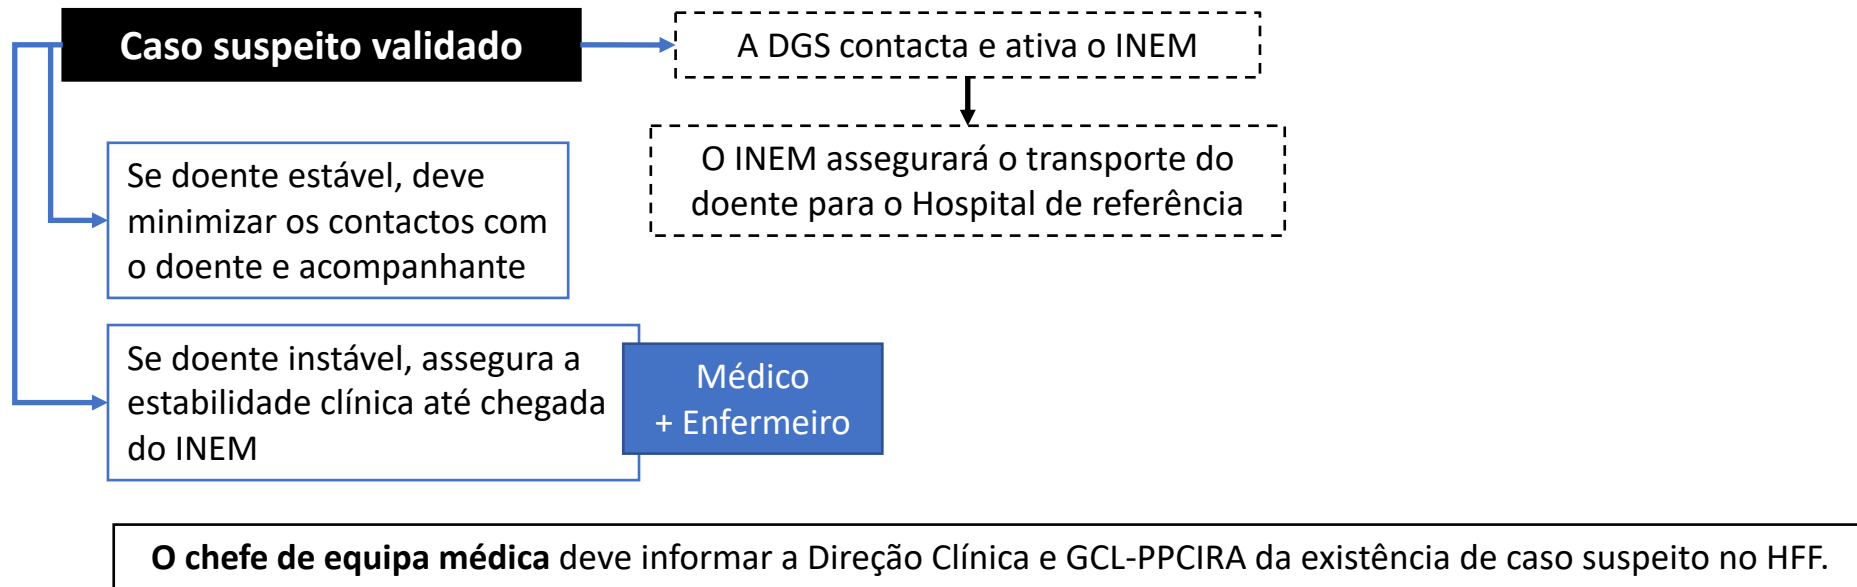 Caso suspeito validado
A DGS contacta e ativa o INEM
O INEM assegurará o transporte do
doente para o Hospital de referência
Se doente estável, deve
minimizar os contactos com
o doente e acompanhante
Se doente instável, assegura a
estabilidade clínica até chegada
do INEM
Médico
+ Enfermeiro
O chefe de equipa médica deve informar a Direção Clínica e GCL-PPCIRA da existência de caso suspeito no HFF.